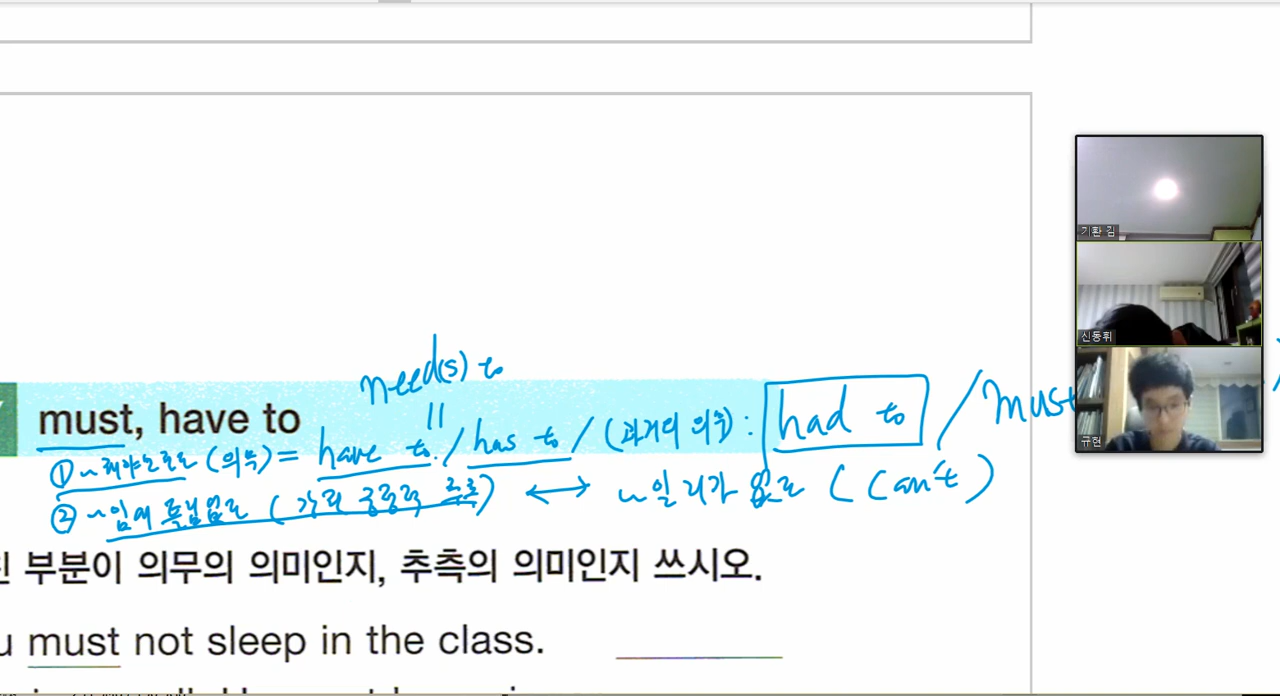 need(s) to
||
must, have to
① ~해야 한다 (의무) = have to / has to / (과거의 의무): had to / must
② ~임에 틀림없다 (강한 긍정적 추측) ↔ ~일 리가 없다 (can't)
부분이 의무의 의미인지, 추측의 의미인지 쓰시오.
u must not sleep in the class.
기환 김
신동휘
규현